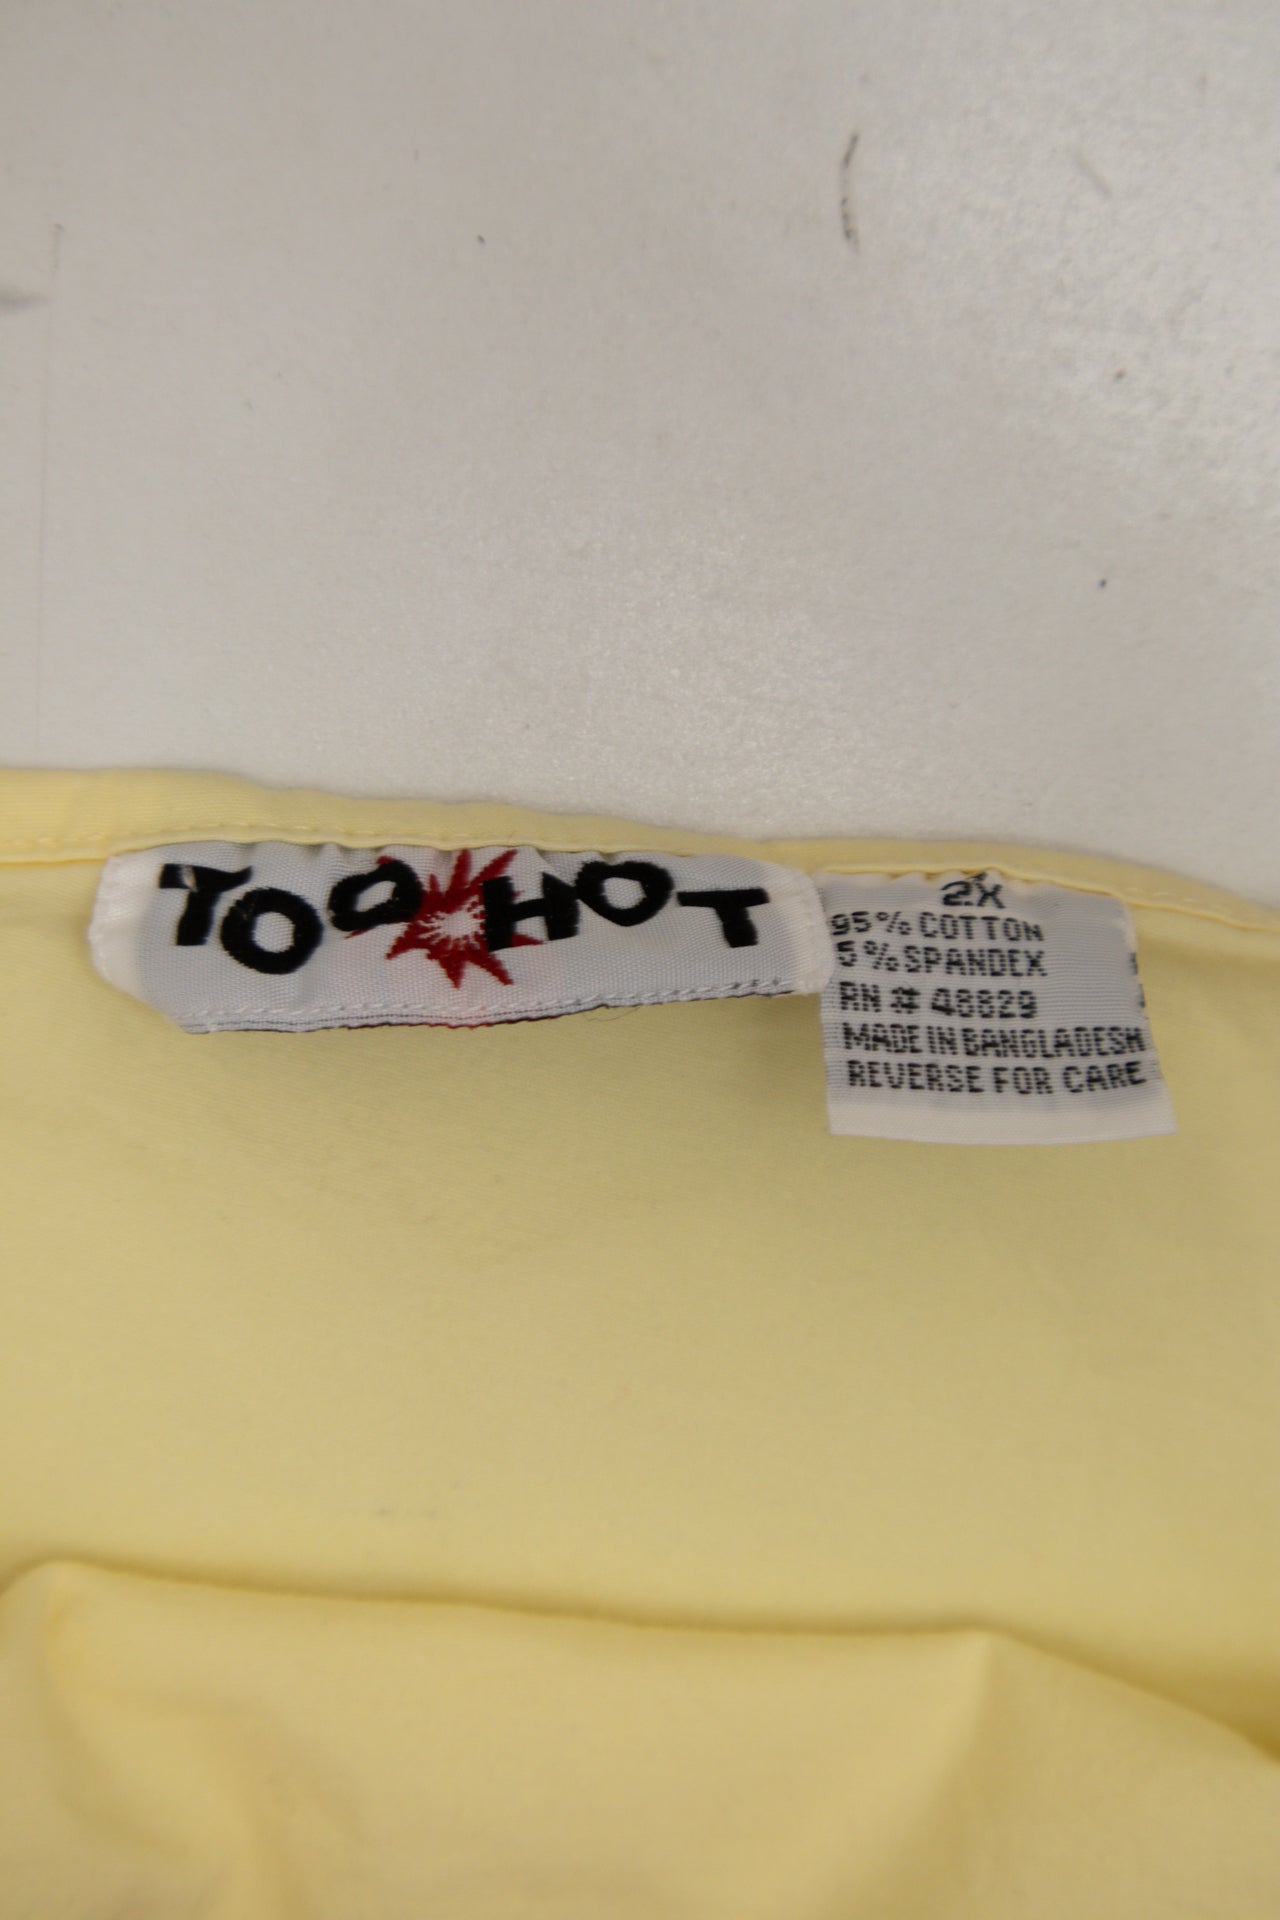 TOO HOT
2X
95% COTTON
5% SPANDEX
RN # 48829
MADE IN BANGLADESH
REVERSE FOR CARE